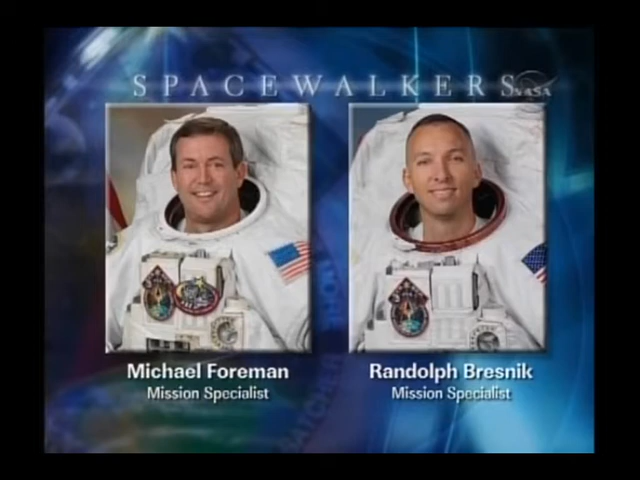 SPACEWALKERS
NASA
Michael Foreman
Randolph Bresnik
Mission Specialist
Mission Specialist